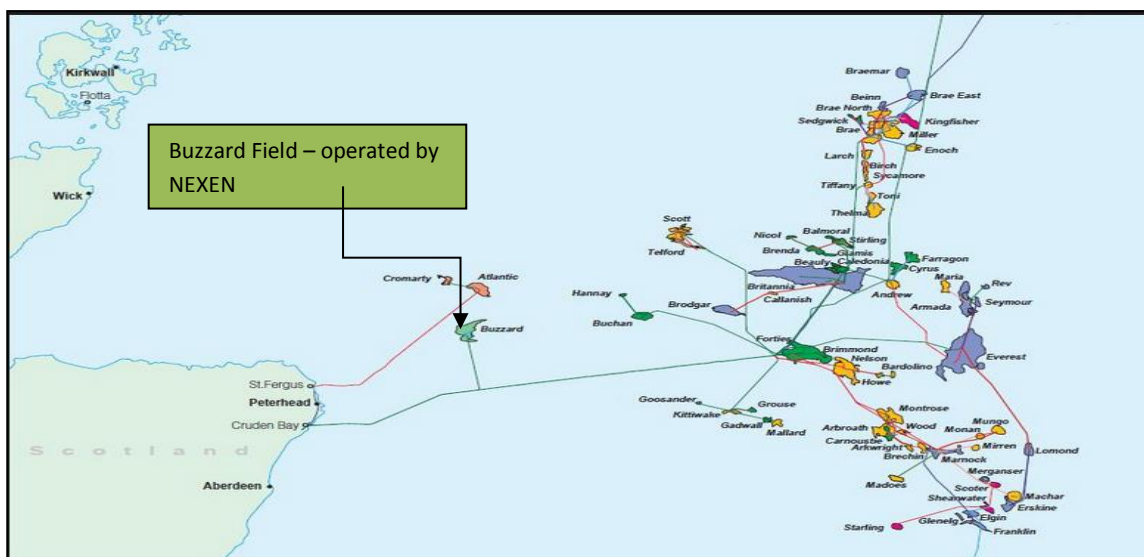 Kirkwall
Flotta
Wick
Buzzard Field – operated by
NEXEN
Cromarty
Atlantic
Buzzard
St.Fergus
Peterhead
Cruden Bay
Scotland
Aberdeen
Braemar
Beinn
Brae East
Brae North
Sedgwick
Kingfisher
Brae
Miller
Enoch
Larch
Birch
Sycamore
Tiffany
Toni
Thelma
Scott
Telford
Nicol
Balmoral
Stirling
Brenda
Glamis
Beauly
Caledonia
Farragon
Cyrus
Maria
Rev
Britannia
Andrew
Armada
Seymour
Hannay
Brodgar
Callanish
Buchan
Forties
Brimmond
Nelson
Bardolino
Everest
Howe
Goosander
Grouse
Kittiwake
Gadwall
Mallard
Montrose
Arbroath
Wood
Mungo
Carnoustie
Monan
Arkwright
Mirren
Brechin
Marnock
Lomond
Merganser
Madoes
Scoter
Shearwater
Machar
Erskine
Starling
Glenelg
Elgin
Franklin